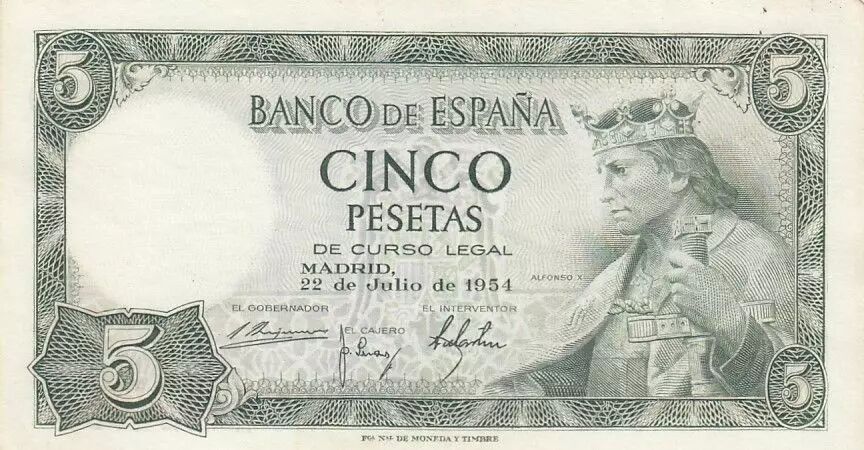 5 5
BANCO DE ESPAÑA
CINCO
PESETAS
DE CURSO LEGAL
MADRID,
22 de Julio de 1954
ALFONSO X
EL GOBERNADOR EL INTERVENTOR
EL CAJERO
5 5
FCA NAL DE MONEDA Y TIMBRE